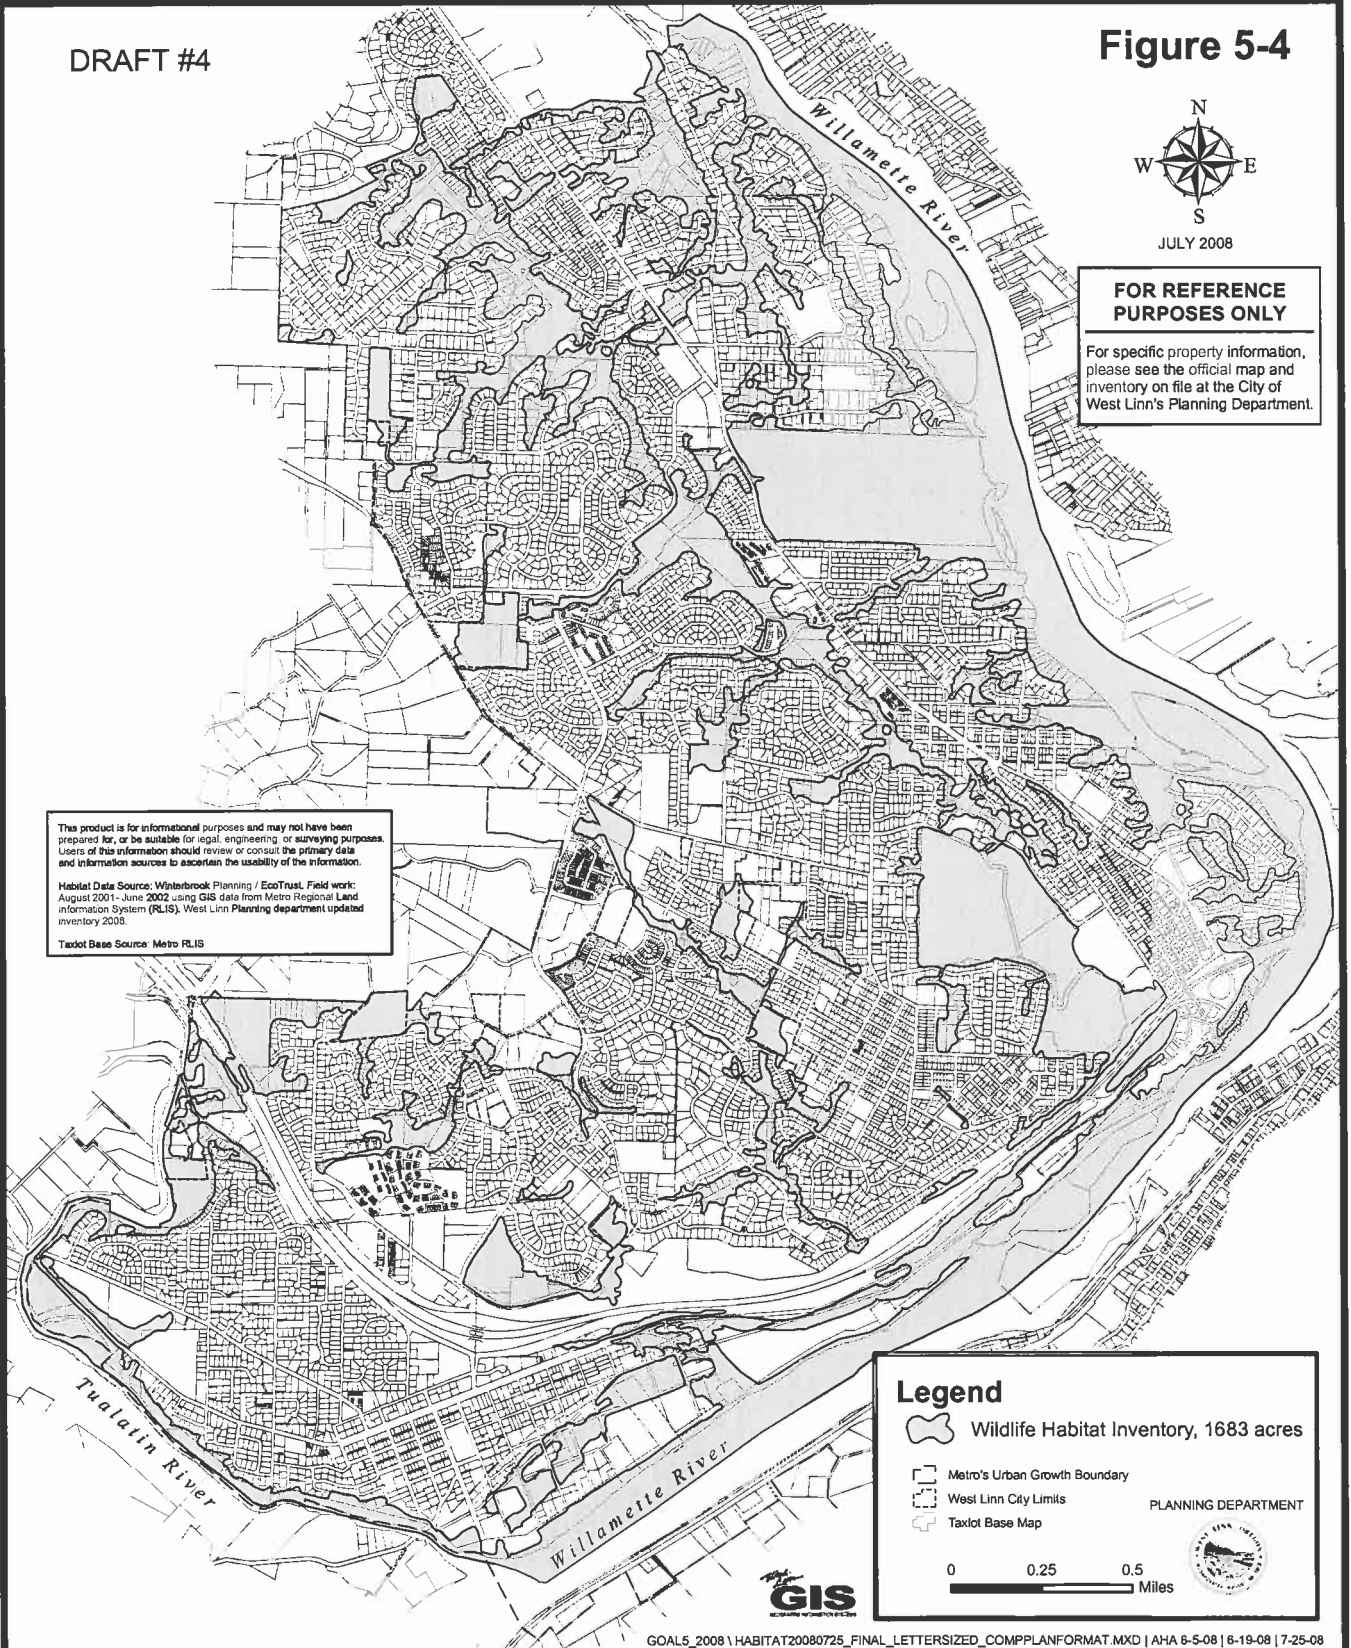 DRAFT #4
Figure 5-4
N
W E
S
JULY 2008
FOR REFERENCE
PURPOSES ONLY
For specific property information,
please see the official map and
inventory on file at the City of
West Linn's Planning Department.
Willamette River
This product is for informational purposes and may not have been
prepared for, or be suitable for legal, engineering, or surveying purposes.
Users of this information should review or consult the primary data
and information sources to ascertain the usability of the information.
Habitat Data Source: Winterbrook Planning / EcoTrust. Field work:
August 2001- June 2002 using GIS data from Metro Regional Land
Information System (RLIS). West Linn Planning department updated
inventory 2008.
Taxlot Base Source: Metro RLIS
Tualatin River
Willamette River
Legend
Wildlife Habitat Inventory, 1683 acres
Metro's Urban Growth Boundary
West Linn City Limits
Taxlot Base Map
PLANNING DEPARTMENT
0 0.25 0.5
Miles
GIS
GOAL5_2008 \ HABITAT20080725_FINAL_LETTERSIZED_COMPPLANFORMAT.MXD | AHA 6-5-08 | 6-19-08 | 7-25-08